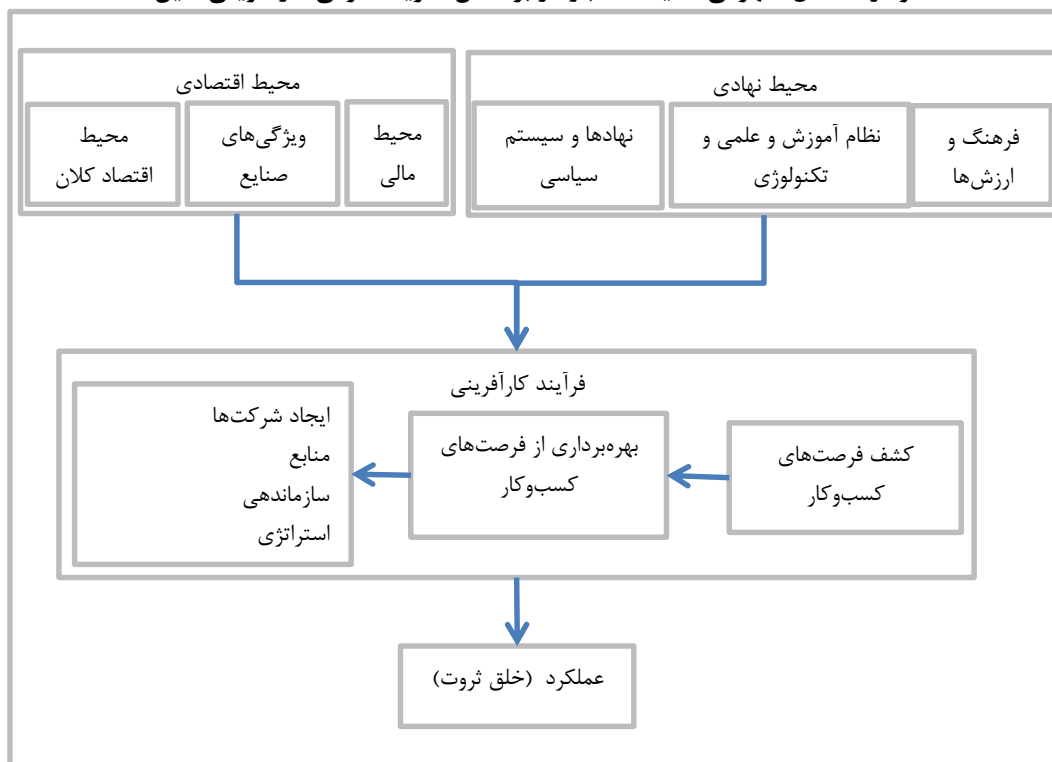 محیط نهادی
فرهنگ و
ارزش‌ها
نظام آموزش و علمی و
تکنولوژی
نهادها و سیستم
سیاسی
محیط اقتصادی
محیط
مالی
ویژگی‌های
صنایع
محیط
اقتصاد کلان
فرآیند کارآفرینی
کشف فرصت‌های
کسب‌وکار
بهره‌برداری از فرصت‌های
کسب‌وکار
ایجاد شرکت‌ها
منابع
سازماندهی
استراتژی
عملکرد (خلق ثروت)